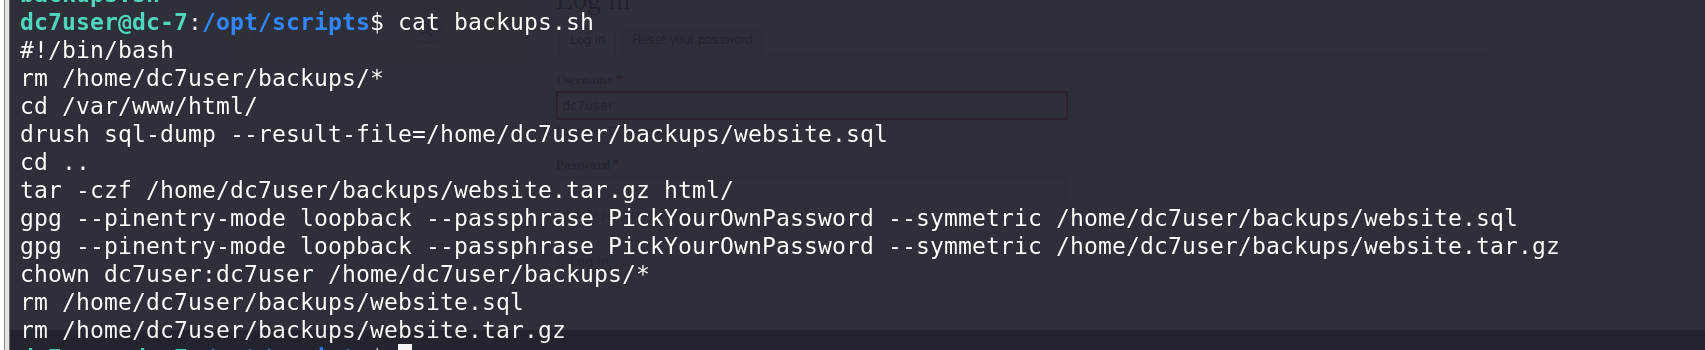 backups.sh
dc7user@dc-7:/opt/scripts$ cat backups.sh
#!/bin/bash
rm /home/dc7user/backups/*
cd /var/www/html/
drush sql-dump --result-file=/home/dc7user/backups/website.sql
cd ..
tar -czf /home/dc7user/backups/website.tar.gz html/
gpg --pinentry-mode loopback --passphrase PickYourOwnPassword --symmetric /home/dc7user/backups/website.sql
gpg --pinentry-mode loopback --passphrase PickYourOwnPassword --symmetric /home/dc7user/backups/website.tar.gz
chown dc7user:dc7user /home/dc7user/backups/*
rm /home/dc7user/backups/website.sql
rm /home/dc7user/backups/website.tar.gz
Log in
Log in Reset your password
Username *
dc7user
Password *